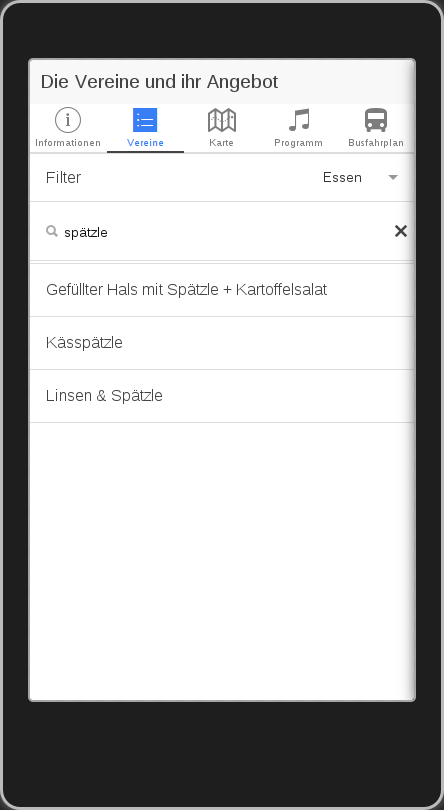 Die Vereine und ihr Angebot
Informationen Vereine Karte Programm Busfahrplan
Filter Essen
spätzle
Gefüllter Hals mit Spätzle + Kartoffelsalat
Kässpätzle
Linsen & Spätzle